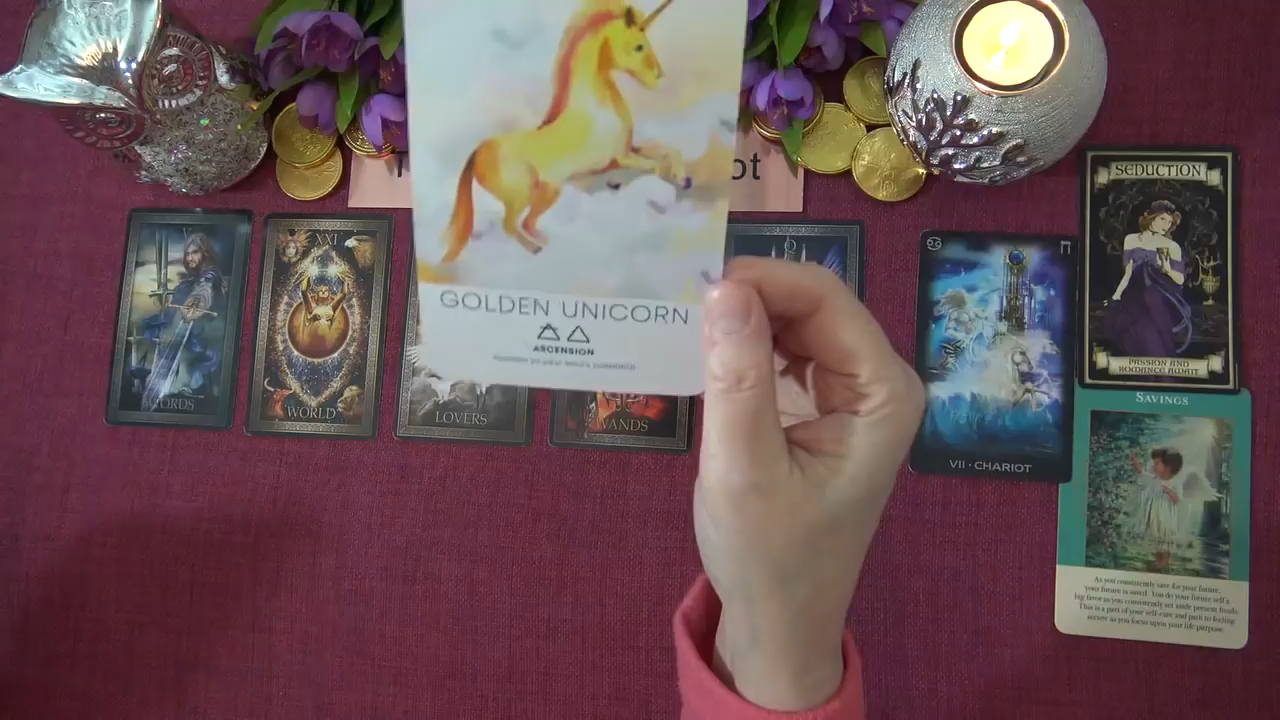 ot
SEDUCTION
PASSION AND
ROMANCE AWAIT
XXI
WORLD
LOVERS
WANDS
GOLDEN UNICORN
ASCENSION
VII · CHARIOT
SAVINGS
As you consistently save for your future,
your future is saved. You do your future self a
big favor as you consistently set aside present funds.
This is a part of your self-care and path to feeling
secure as you focus upon your life purpose.